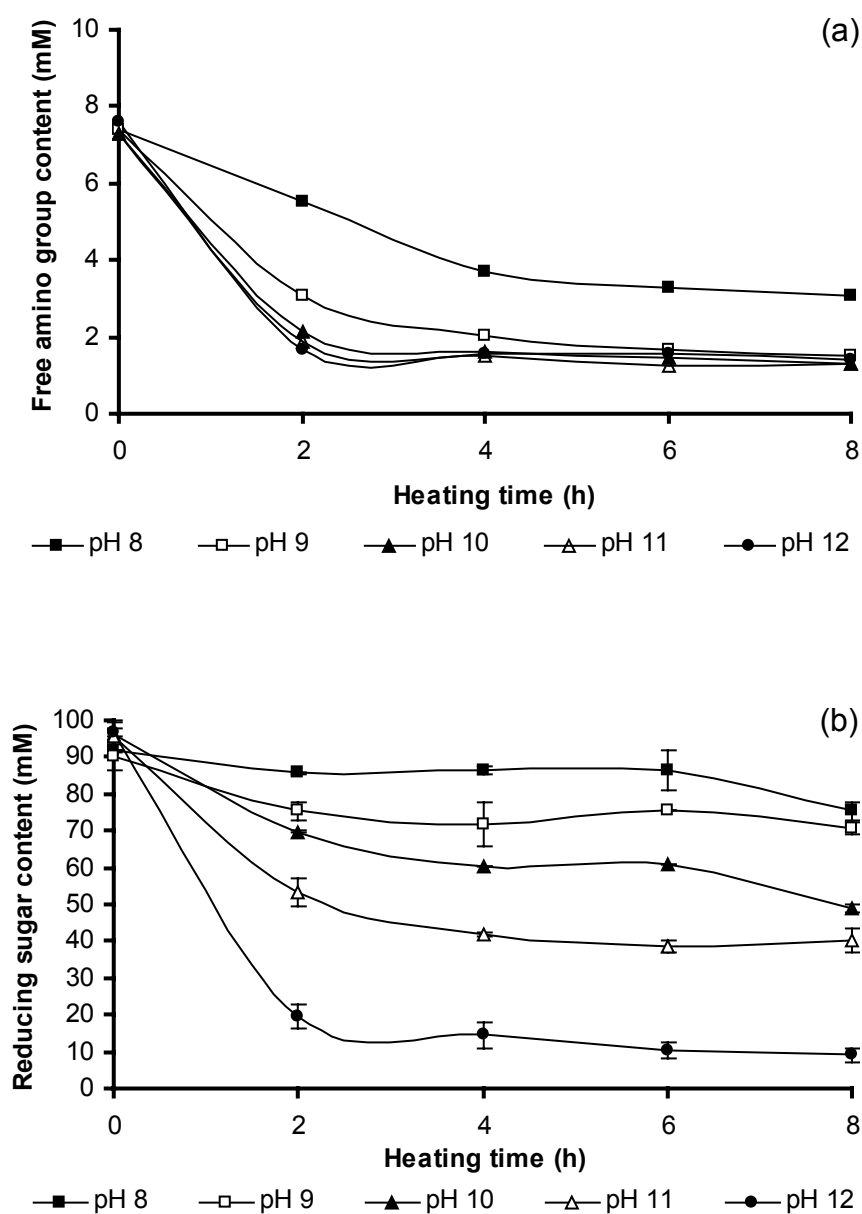 (a)
Free amino group content (mM)
10
8
6
4
2
0
0 2 4 6 8
Heating time (h)
pH 8 pH 9 pH 10 pH 11 pH 12
(b)
Reducing sugar content (mM)
100
90
80
70
60
50
40
30
20
10
0
0 2 4 6 8
Heating time (h)
pH 8 pH 9 pH 10 pH 11 pH 12